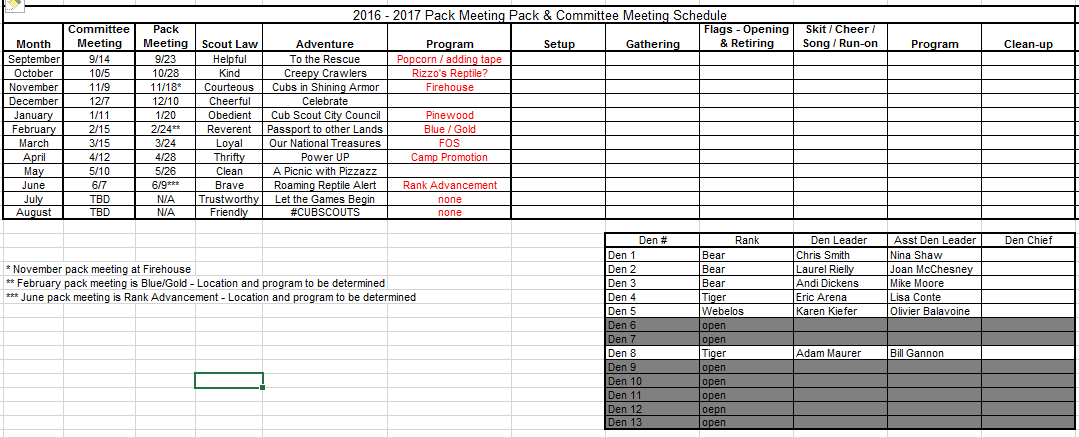 2016 - 2017 Pack Meeting Pack & Committee Meeting Schedule
Month Committee Meeting Pack Meeting Scout Law Adventure Program Setup Gathering Flags - Opening & Retiring Skit / Cheer / Song / Run-on Program Clean-up
September 9/14 9/23 Helpful To the Rescue Popcorn / adding tape
October 10/5 10/28 Kind Creepy Crawlers Rizzo's Reptile?
November 11/9 11/18* Courteous Cubs in Shining Armor Firehouse
December 12/7 12/10 Cheerful Celebrate
January 1/11 1/20 Obedient Cub Scout City Council Pinewood
February 2/15 2/24** Reverent Passport to other Lands Blue / Gold
March 3/15 3/24 Loyal Our National Treasures FOS
April 4/12 4/28 Thrifty Power UP Camp Promotion
May 5/10 5/26 Clean A Picnic with Pizzazz
June 6/7 6/9*** Brave Roaming Reptile Alert Rank Advancement
July TBD N/A Trustworthy Let the Games Begin none
August TBD N/A Friendly #CUBSCOUTS none
* November pack meeting at Firehouse
** February pack meeting is Blue/Gold - Location and program to be determined
*** June pack meeting is Rank Advancement - Location and program to be determined
Den # Rank Den Leader Asst Den Leader Den Chief
Den 1 Bear Chris Smith Nina Shaw
Den 2 Bear Laurel Rielly Joan McChesney
Den 3 Bear Andi Dickens Mike Moore
Den 4 Tiger Eric Arena Lisa Conte
Den 5 Webelos Karen Kiefer Olivier Balavoine
Den 6 open
Den 7 open
Den 8 Tiger Adam Maurer Bill Gannon
Den 9 open
Den 10 open
Den 11 open
Den 12 oepn
Den 13 open